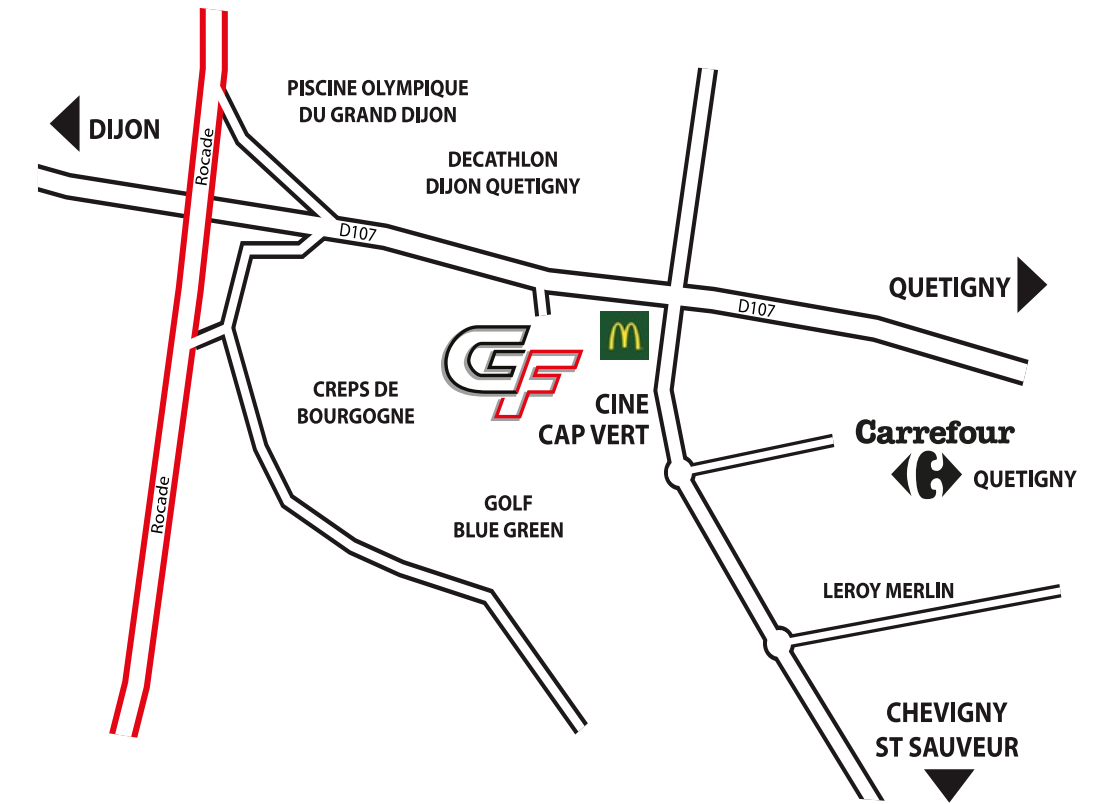 PISCINE OLYMPIQUE
DU GRAND DIJON
DIJON
Rocade
DECATHLON
DIJON QUETIGNY
D107
QUETIGNY
D107
GF
CREPS DE
BOURGOGNE
CINE
CAP VERT
Carrefour
QUETIGNY
Rocade
GOLF
BLUE GREEN
LEROY MERLIN
CHEVIGNY
ST SAUVEUR